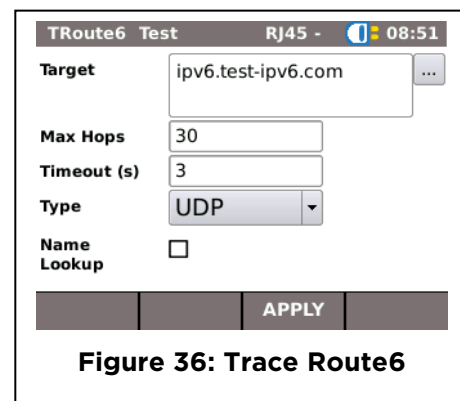 TRoute6 Test RJ45 - 08:51
Target ipv6.test-ipv6.com ...
Max Hops 30
Timeout (s) 3
Type UDP
Name
Lookup
APPLY
Figure 36: Trace Route6